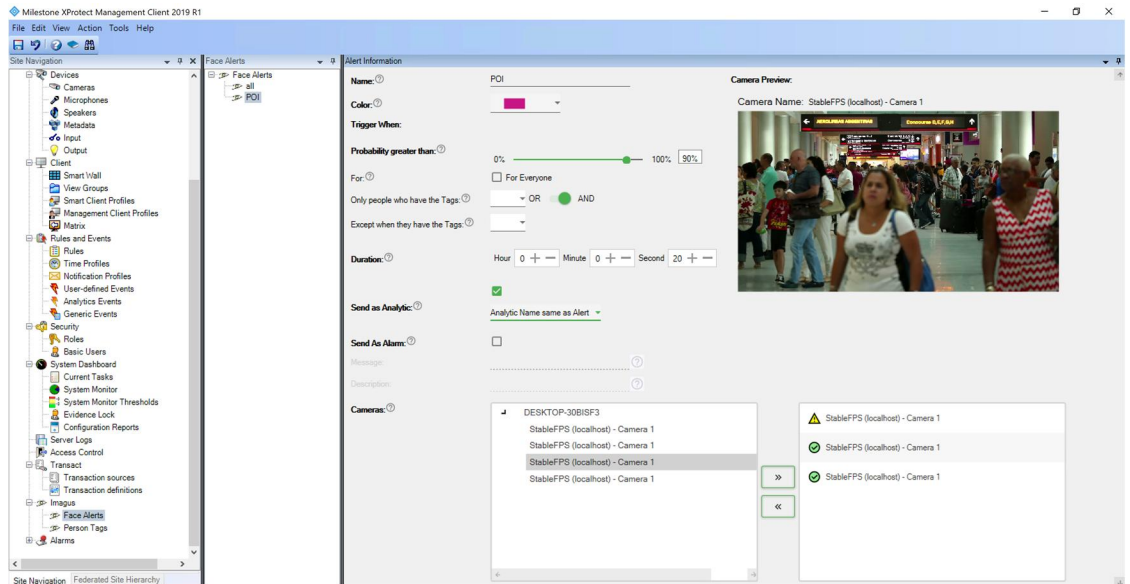 Milestone XProtect Management Client 2019 R1
File Edit View Action Tools Help
Site Navigation
Devices
Cameras
Microphones
Speakers
Metadata
Input
Output
Client
Smart Wall
View Groups
Smart Client Profiles
Management Client Profiles
Matrix
Rules and Events
Rules
Time Profiles
Notification Profiles
User-defined Events
Analytics Events
Generic Events
Security
Roles
Basic Users
System Dashboard
Current Tasks
System Monitor
System Monitor Thresholds
Evidence Lock
Configuration Reports
Server Logs
Access Control
Transact
Transaction sources
Transaction definitions
Imagus
Face Alerts
Person Tags
Alarms
Site Navigation Federated Site Hierarchy
Face Alerts
Face Alerts
all
POI
Alert Information
Name: POI
Color:
Trigger When:
Probability greater than: 0% 100% 90%
For: For Everyone
Only people who have the Tags: OR AND
Except when they have the Tags:
Duration: Hour 0 + − Minute 0 + − Second 20 + −
Send as Analytic: Analytic Name same as Alert
Send As Alarm:
Message:
Description:
Cameras:
DESKTOP-30BISF3
StableFPS (localhost) - Camera 1
StableFPS (localhost) - Camera 1
StableFPS (localhost) - Camera 1
StableFPS (localhost) - Camera 1
»
«
StableFPS (localhost) - Camera 1
StableFPS (localhost) - Camera 1
StableFPS (localhost) - Camera 1
Camera Preview:
Camera Name: StableFPS (localhost) - Camera 1
AEROLINEAS ARGENTINAS Concourse D,E,F,G,H